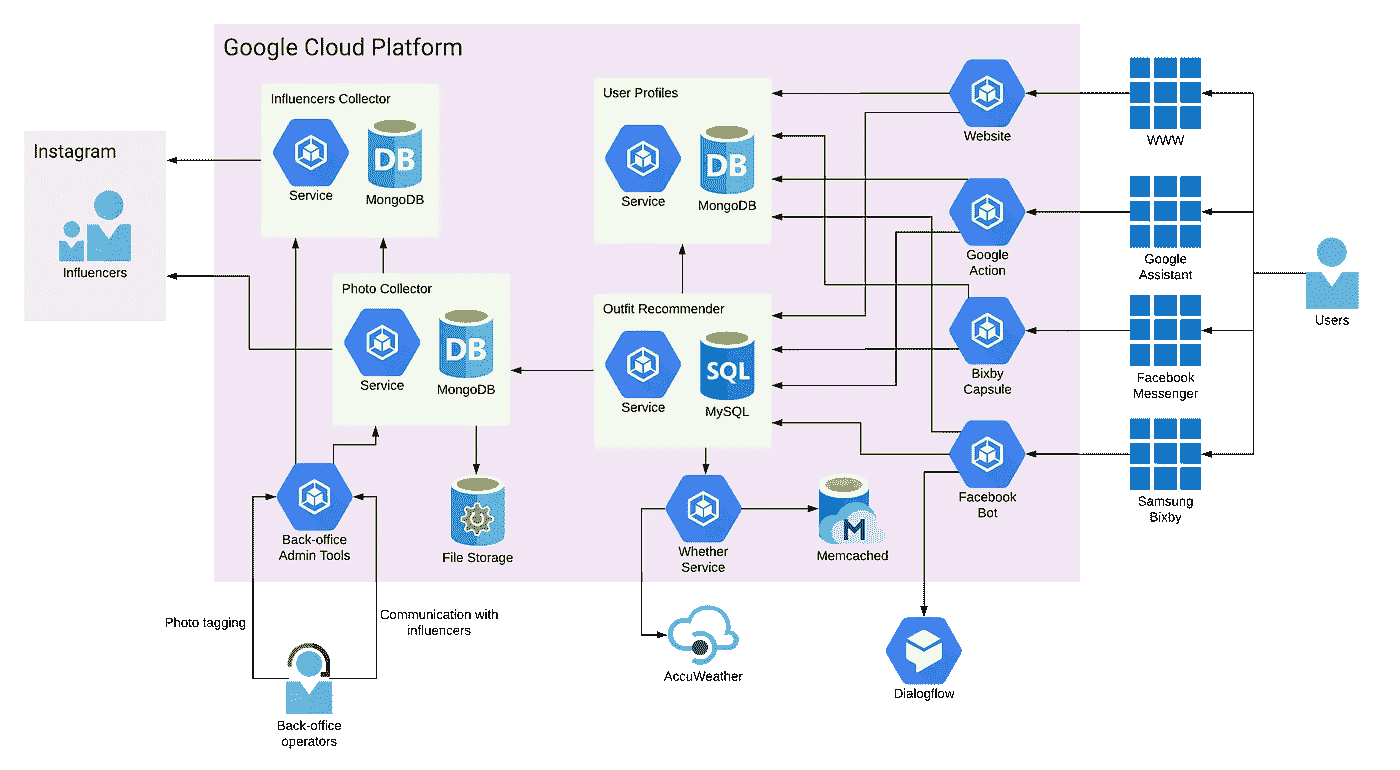 Google Cloud Platform
Influencers Collector
DB
Service
MongoDB
User Profiles
DB
Service
MongoDB
Website
WWW
Instagram
Influencers
Google
Action
Google
Assistant
Photo Collector
DB
Service
MongoDB
Outfit Recommender
SQL
Service
MySQL
Bixby
Capsule
Facebook
Messenger
Users
Back-office
Admin Tools
File Storage
Whether
Service
M
Memcached
Facebook
Bot
Samsung
Bixby
Photo tagging
Communication with
influencers
AccuWeather
Dialogflow
Back-office
operators